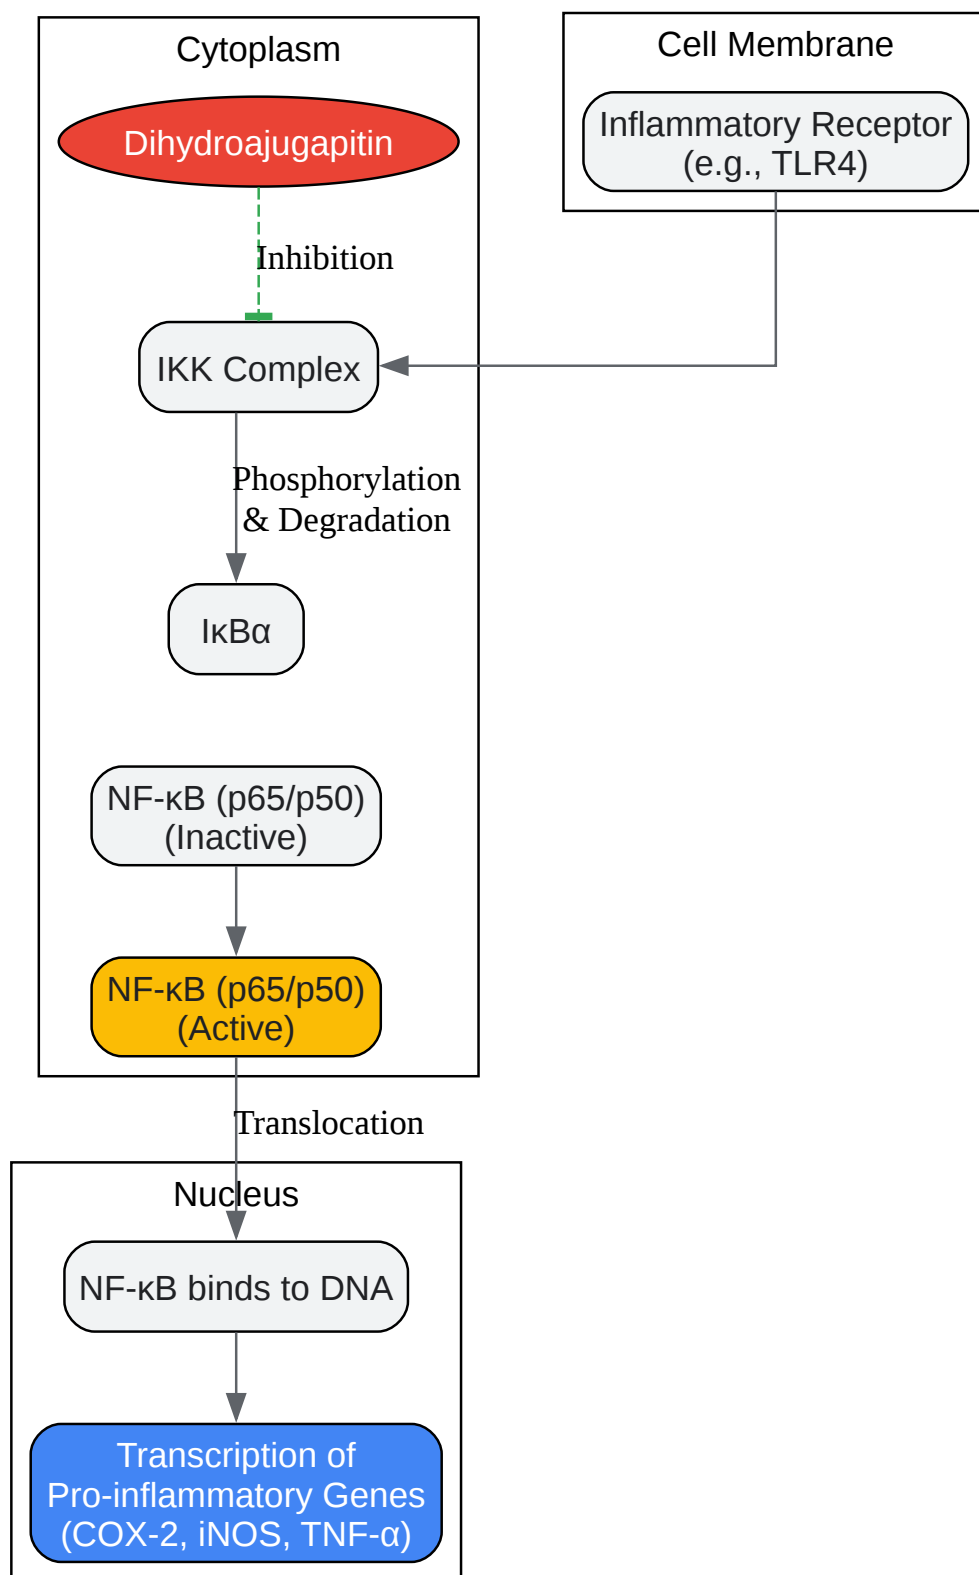 Cytoplasm
Dihydroajugapitin
Inhibition
IKK Complex
Phosphorylation
& Degradation
IκBα
NF-κB (p65/p50)
(Inactive)
NF-κB (p65/p50)
(Active)
Cell Membrane
Inflammatory Receptor
(e.g., TLR4)
Translocation
Nucleus
NF-κB binds to DNA
Transcription of
Pro-inflammatory Genes
(COX-2, iNOS, TNF-α)